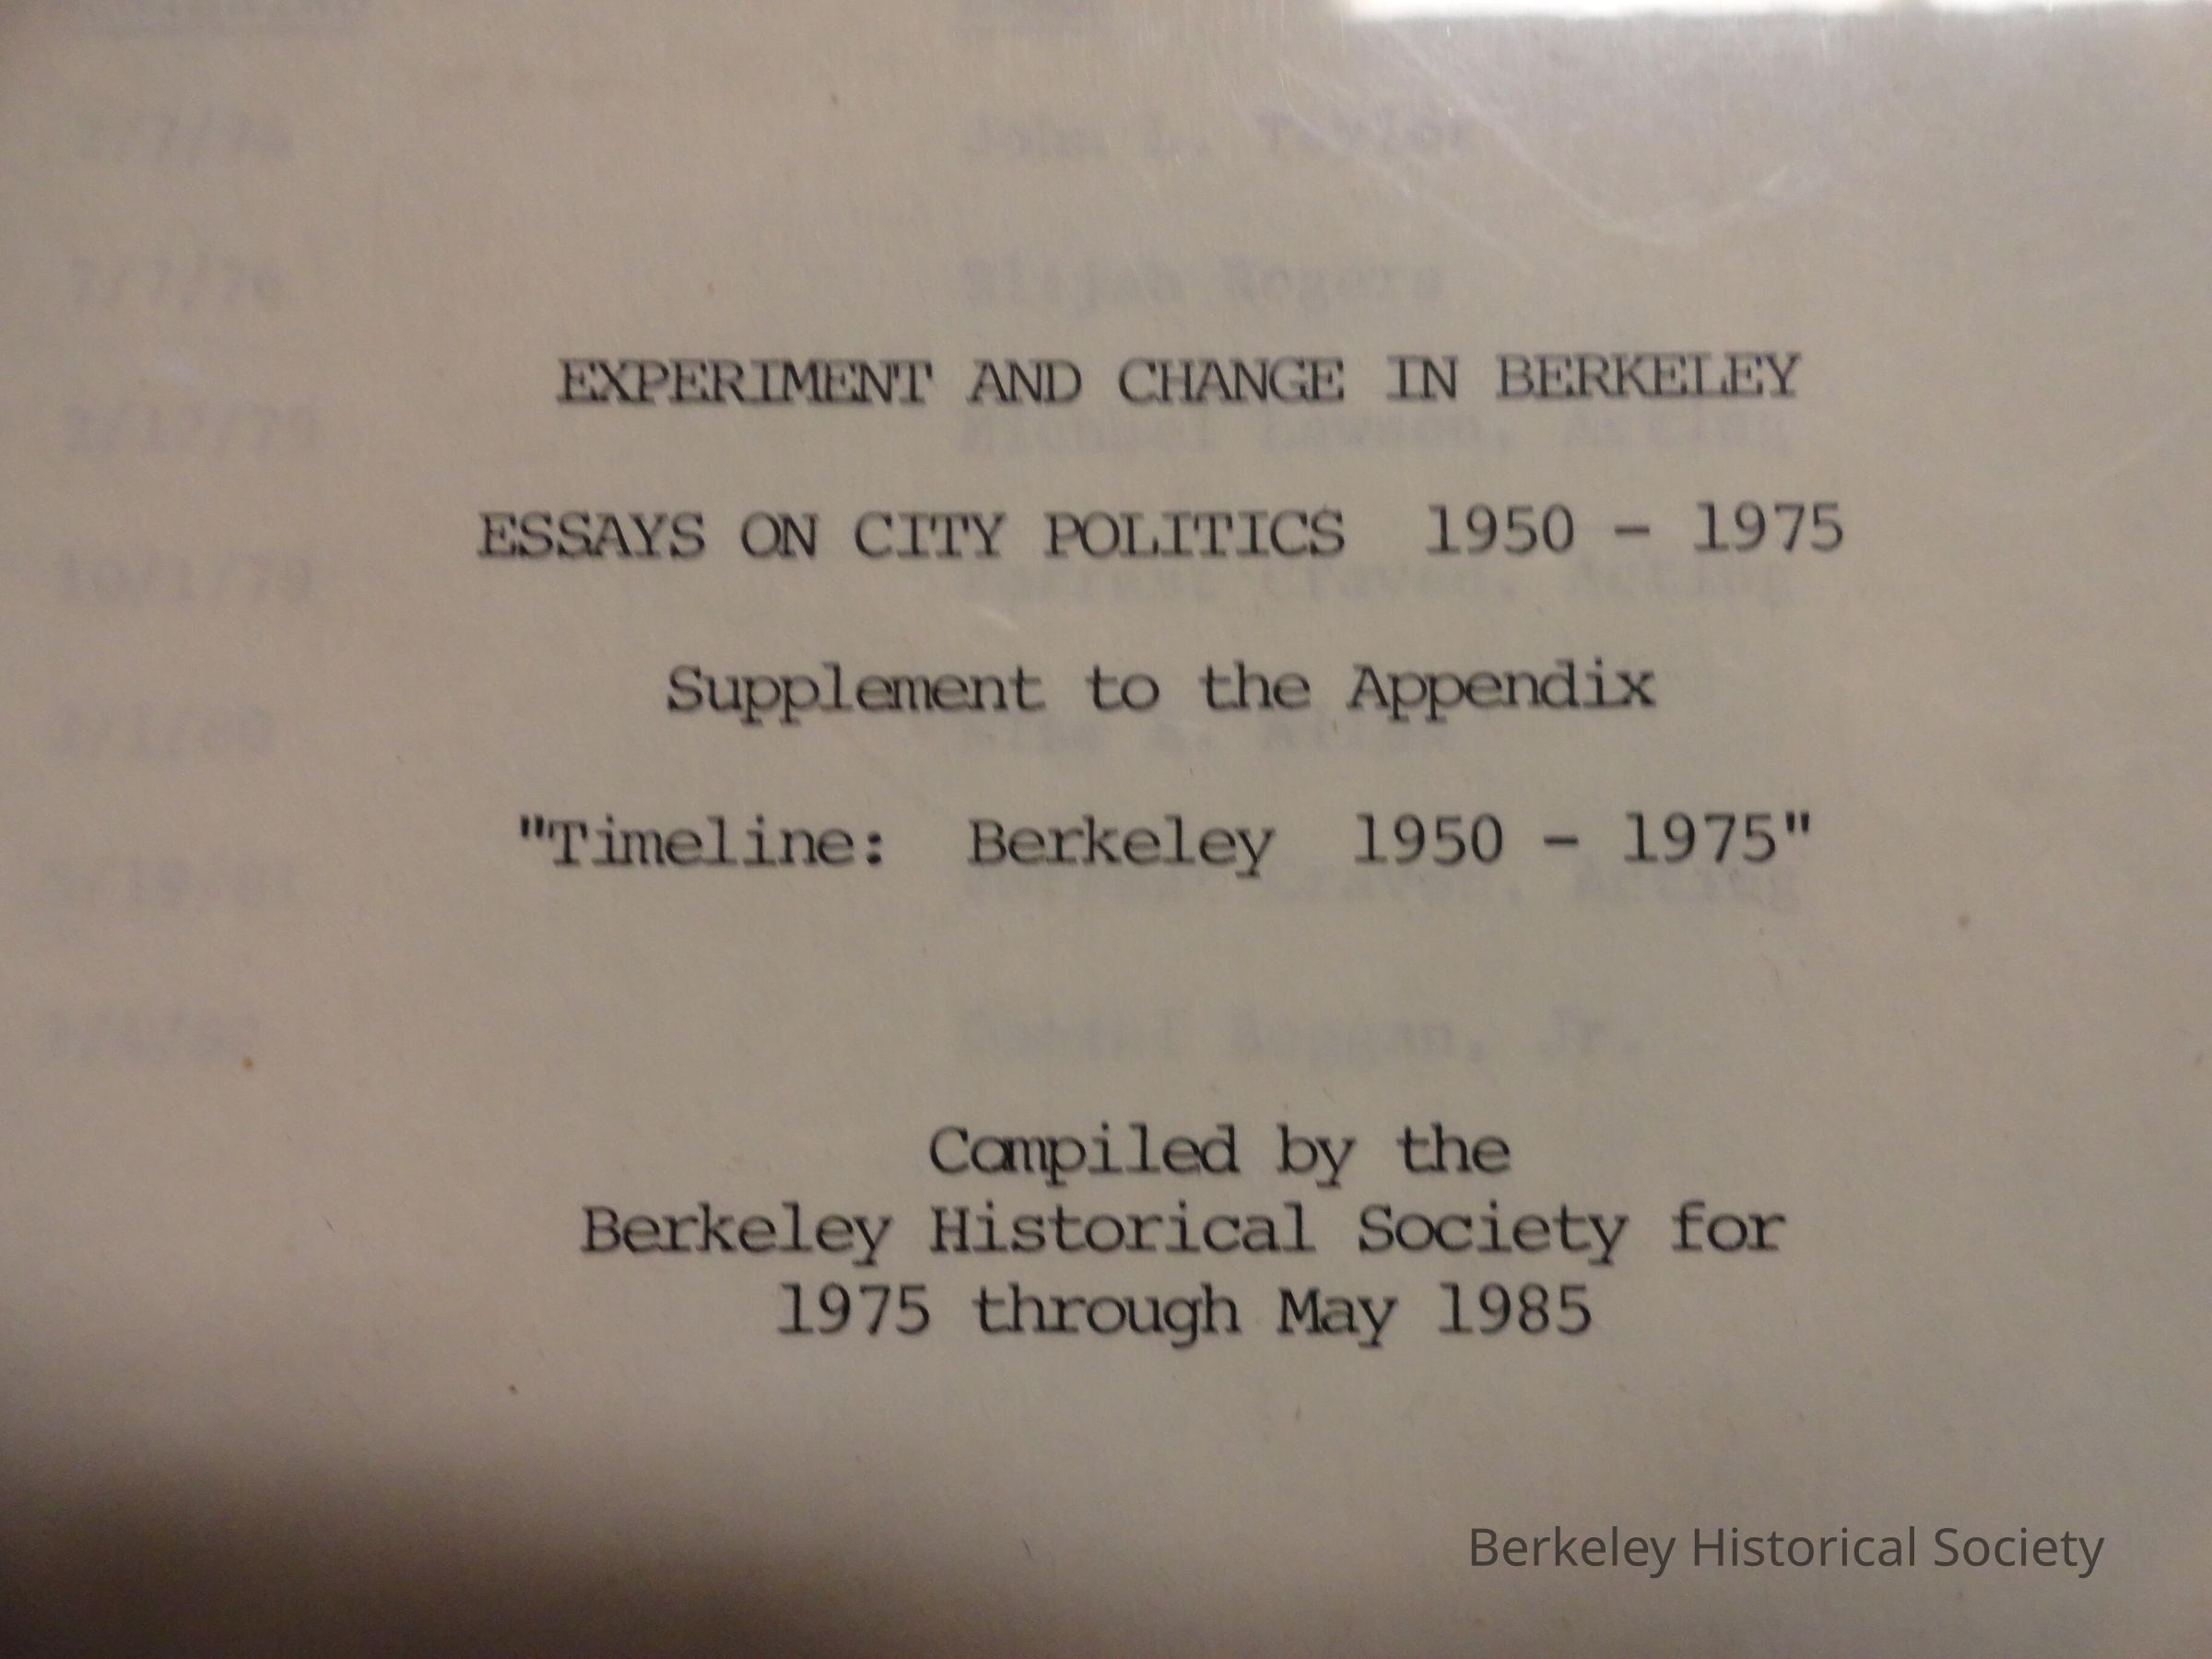 EXPERIMENT AND CHANGE IN BERKELEY
ESSAYS ON CITY POLITICS 1950 - 1975
Supplement to the Appendix
"Timeline: Berkeley 1950 - 1975"
Compiled by the
Berkeley Historical Society for
1975 through May 1985
Berkeley Historical Society